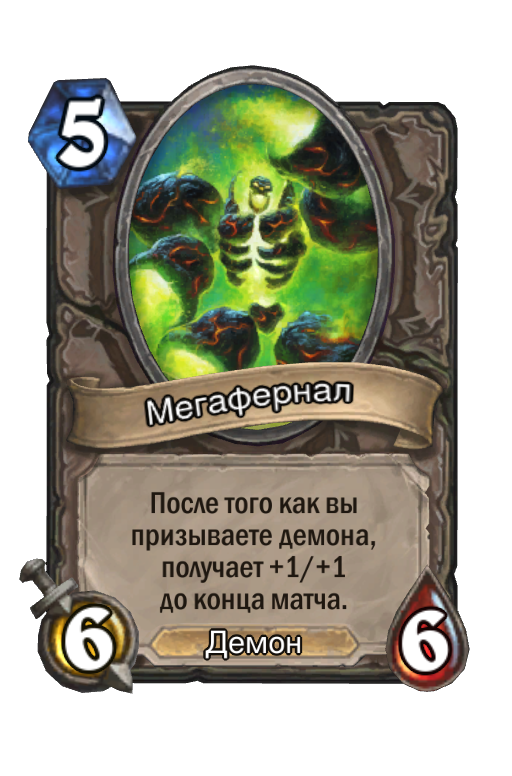 5
Мегафернал
После того как вы
призываете демона,
получает +1/+1
до конца матча.
6
Демон
6